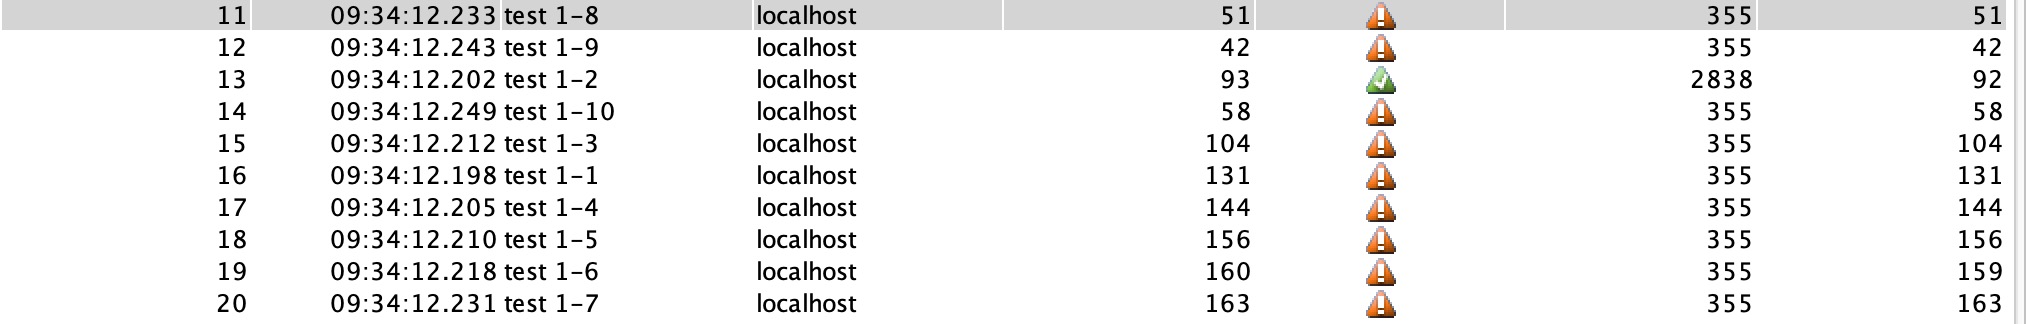 11 09:34:12.233 test 1-8 localhost 51 355 51
12 09:34:12.243 test 1-9 localhost 42 355 42
13 09:34:12.202 test 1-2 localhost 93 2838 92
14 09:34:12.249 test 1-10 localhost 58 355 58
15 09:34:12.212 test 1-3 localhost 104 355 104
16 09:34:12.198 test 1-1 localhost 131 355 131
17 09:34:12.205 test 1-4 localhost 144 355 144
18 09:34:12.210 test 1-5 localhost 156 355 156
19 09:34:12.218 test 1-6 localhost 160 355 159
20 09:34:12.231 test 1-7 localhost 163 355 163